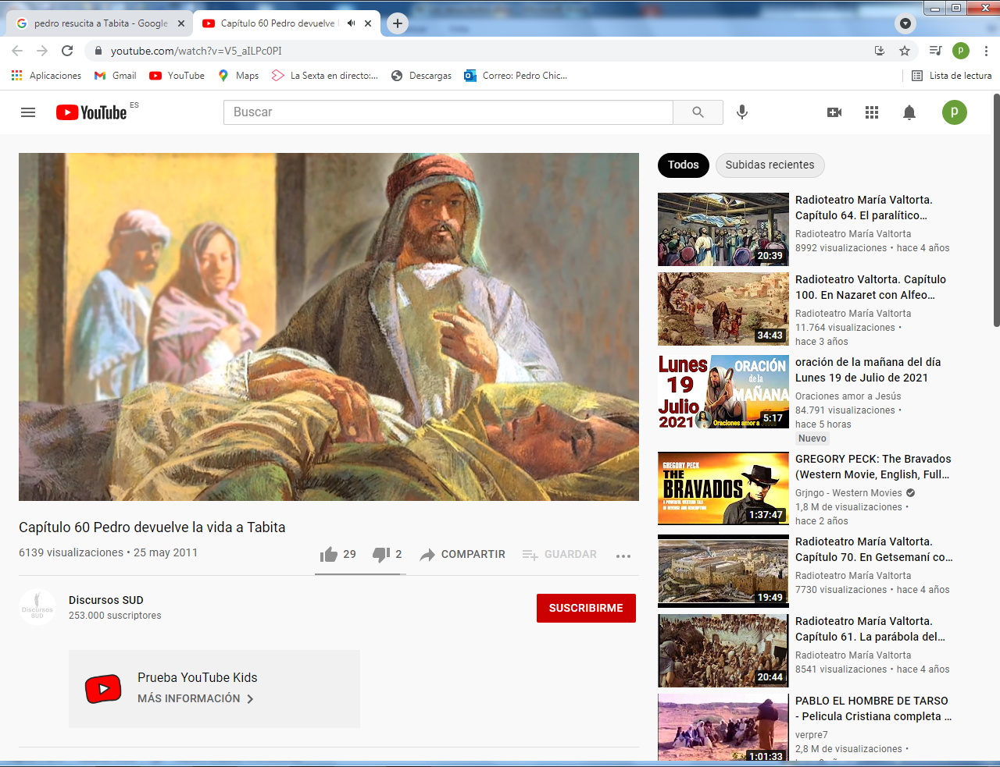 pedro resucita a Tabita - Google
Capítulo 60 Pedro devuelve
youtube.com/watch?v=V5_aILPc0PI
P
Aplicaciones
Gmail
YouTube
Maps
La Sexta en directo:...
Descargas
Correo: Pedro Chic...
Lista de lectura
YouTube ES
Buscar
p
Todos
Subidas recientes
Radioteatro María Valtorta.
Capítulo 64. El paralítico...
Radioteatro María Valtorta
8992 visualizaciones • hace 4 años
20:39
Radioteatro Valtorta. Capítulo
100. En Nazaret con Alfeo...
Radioteatro María Valtorta
11.764 visualizaciones •
hace 3 años
34:43
Lunes
19
Julio
2021
ORACIÓN
de la
MAÑANA
Oraciones amor a
5:17
oración de la mañana del día
Lunes 19 de Julio de 2021
Oraciones amor a Jesús
84.791 visualizaciones •
hace 5 horas
Nuevo
GREGORY PECK
THE
BRAVADOS
1:37:47
GREGORY PECK: The Bravados
(Western Movie, English, Full...
Grjngo - Western Movies
1,8 M de visualizaciones •
hace 2 años
Radioteatro María Valtorta.
Capítulo 70. En Getsemaní co...
Radioteatro María Valtorta
7730 visualizaciones • hace 4 años
19:49
Radioteatro María Valtorta.
Capítulo 61. La parábola del...
Radioteatro María Valtorta
8541 visualizaciones • hace 4 años
20:44
PABLO EL HOMBRE DE TARSO
- Pelicula Cristiana completa ...
verpre7
2,8 M de visualizaciones •
1:01:33
Capítulo 60 Pedro devuelve la vida a Tabita
6139 visualizaciones • 25 may 2011
29
2
COMPARTIR
GUARDAR
Discursos
SUD
Discursos SUD
253.000 suscriptores
SUSCRIBIRME
Prueba YouTube Kids
MÁS INFORMACIÓN